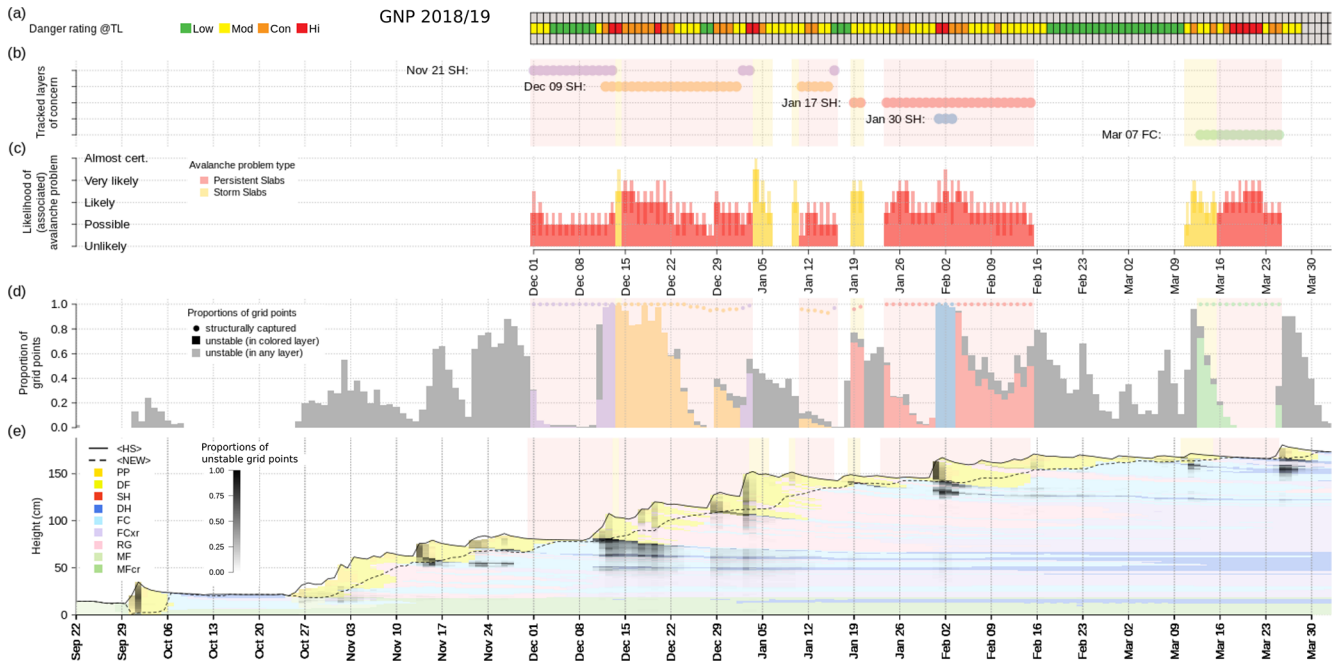 (a)
GNP 2018/19
Danger rating @TL
Low Mod Con Hi
(b)
Tracked layers
of concern
Nov 21 SH:
Dec 09 SH:
Jan 17 SH:
Jan 30 SH:
Mar 07 FC:
(c)
Likelihood of
(associated)
avalanche problem
Almost cert.
Very likely
Likely
Possible
Unlikely
Avalanche problem type
Persistent Slabs
Storm Slabs
Dec 01 Dec 08 Dec 15 Dec 22 Dec 29 Jan 05 Jan 12 Jan 19 Jan 26 Feb 02 Feb 09 Feb 16 Feb 23 Mar 02 Mar 09 Mar 16 Mar 23 Mar 30
(d)
Proportion of
grid points
1.0
0.8
0.6
0.4
0.2
0.0
Proportions of grid points
structurally captured
unstable (in colored layer)
unstable (in any layer)
(e)
Height (cm)
150
100
50
0
<HS>
<NEW>
PP
DF
SH
DH
FC
FCxr
RG
MF
MFcr
Proportions of
unstable grid points
1.00
0.75
0.50
0.25
0.00
Sep 22 Sep 29 Oct 06 Oct 13 Oct 20 Oct 27 Nov 03 Nov 10 Nov 17 Nov 24 Dec 01 Dec 08 Dec 15 Dec 22 Dec 29 Jan 05 Jan 12 Jan 19 Jan 26 Feb 02 Feb 09 Feb 16 Feb 23 Mar 02 Mar 09 Mar 16 Mar 23 Mar 30